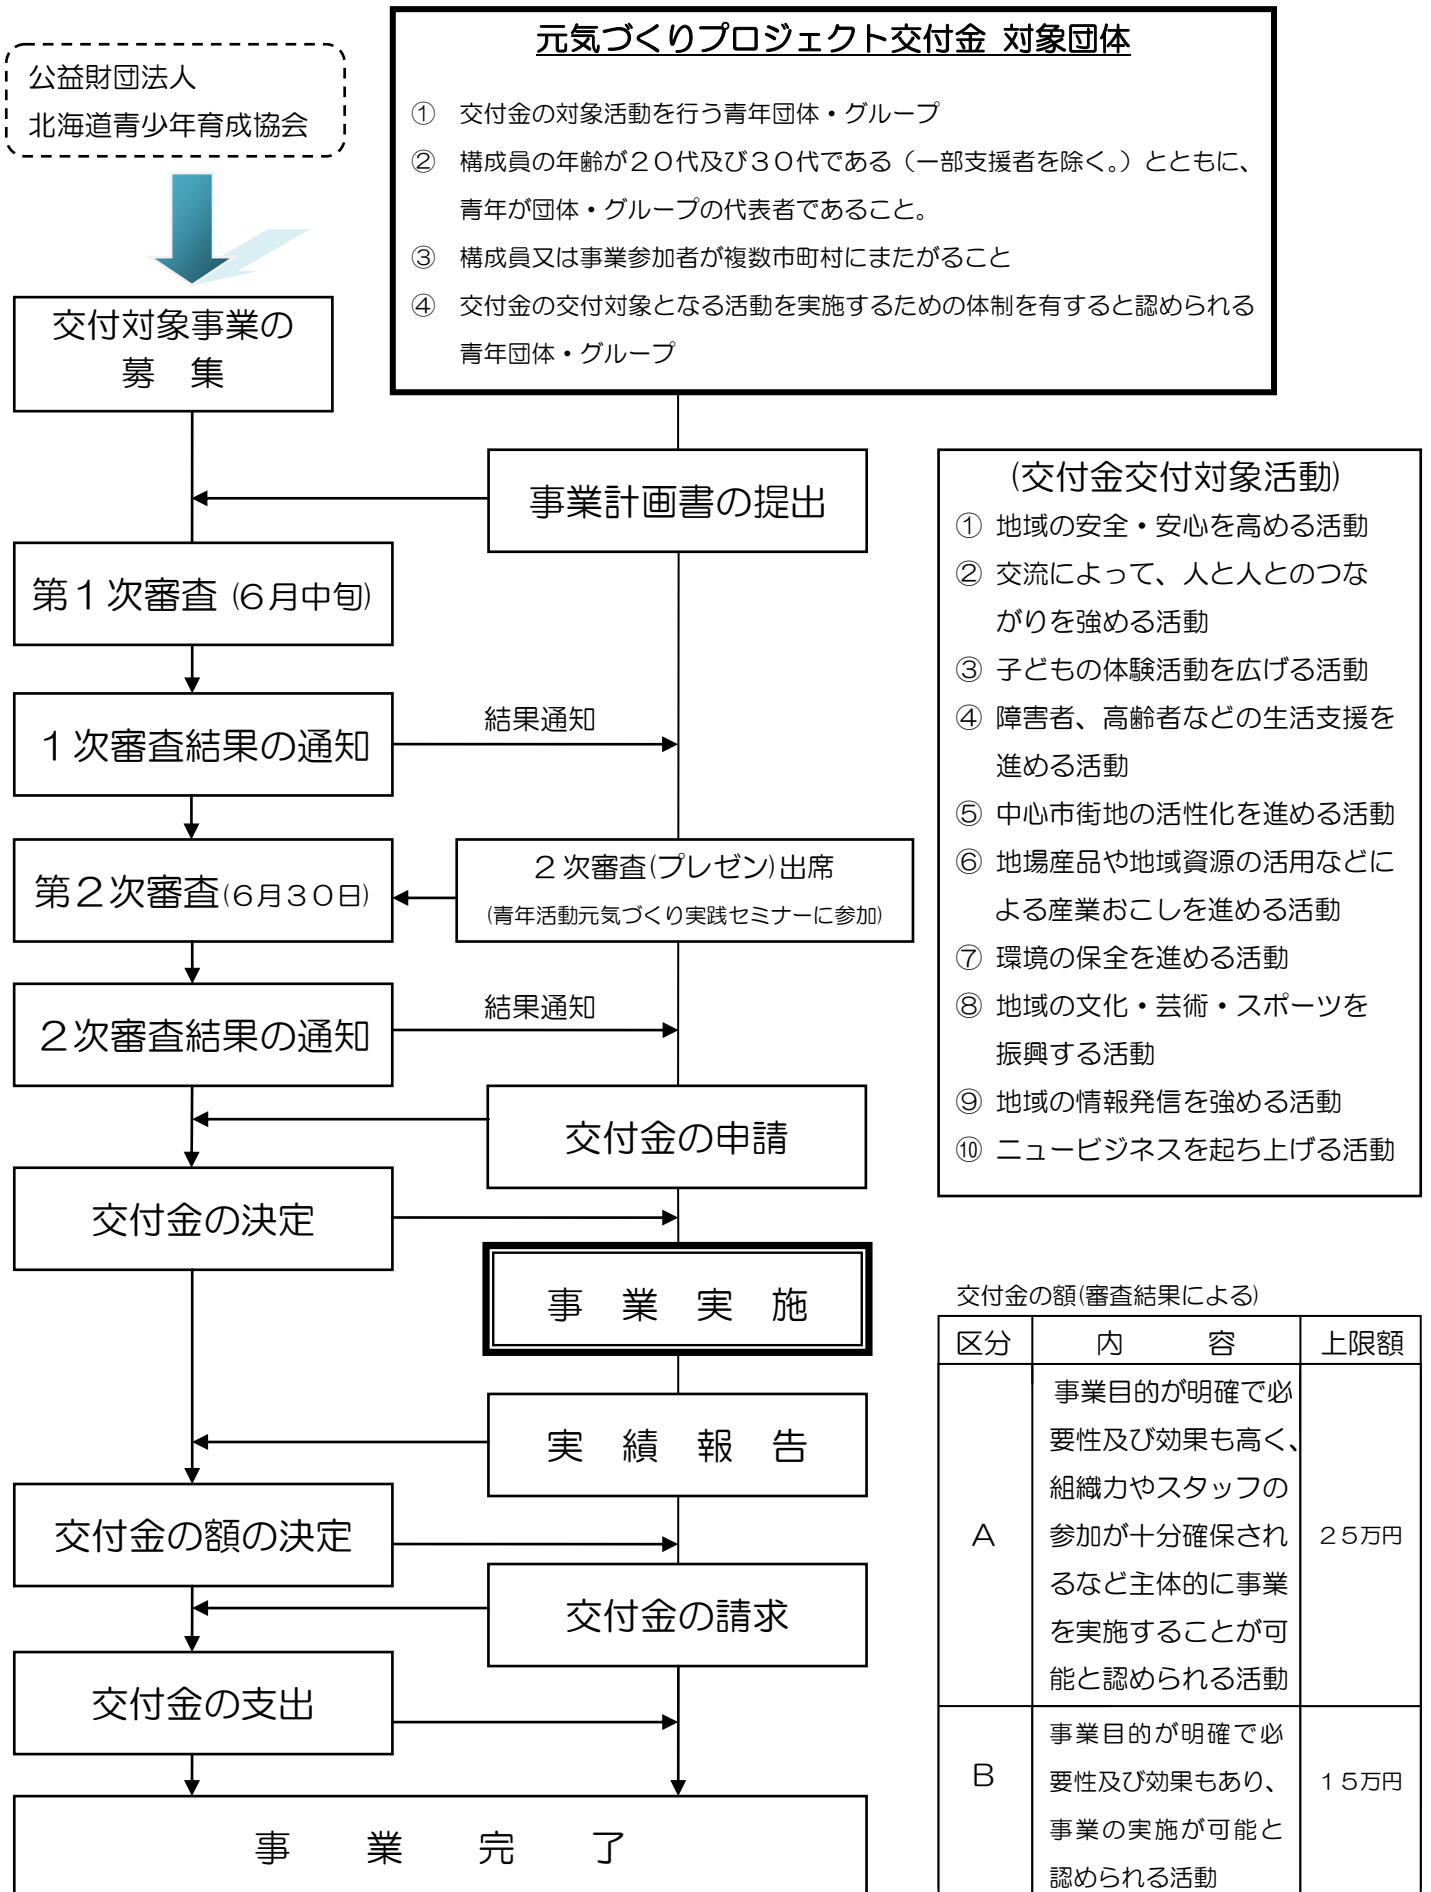 公益財団法人
北海道青少年育成協会
元気づくりプロジェクト交付金 対象団体
① 交付金の対象活動を行う青年団体・グループ
② 構成員の年齢が２０代及び３０代である（一部支援者を除く。）とともに、
青年が団体・グループの代表者であること。
③ 構成員又は事業参加者が複数市町村にまたがること
④ 交付金の交付対象となる活動を実施するための体制を有すると認められる
青年団体・グループ
交付対象事業の
募　集
事業計画書の提出
第１次審査 (６月中旬)
１次審査結果の通知
結果通知
第２次審査(６月３０日)
２次審査(プレゼン)出席
(青年活動元気づくり実践セミナーに参加)
２次審査結果の通知
結果通知
交付金の申請
交付金の決定
事　業　実　施
実　績　報　告
交付金の額の決定
交付金の請求
交付金の支出
事　業　完　了
(交付金交付対象活動)
① 地域の安全・安心を高める活動
② 交流によって、人と人とのつな
がりを強める活動
③ 子どもの体験活動を広げる活動
④ 障害者、高齢者などの生活支援を
進める活動
⑤ 中心市街地の活性化を進める活動
⑥ 地場産品や地域資源の活用などに
よる産業おこしを進める活動
⑦ 環境の保全を進める活動
⑧ 地域の文化・芸術・スポーツを
振興する活動
⑨ 地域の情報発信を強める活動
⑩ ニュービジネスを起ち上げる活動
交付金の額(審査結果による)
区分　内　容　上限額
事業目的が明確で必
要性及び効果も高く、
組織力やスタッフの
Ａ　参加が十分確保され　２５万円
るなど主体的に事業
を実施することが可
能と認められる活動
事業目的が明確で必
Ｂ　要性及び効果もあり、　１５万円
事業の実施が可能と
認められる活動